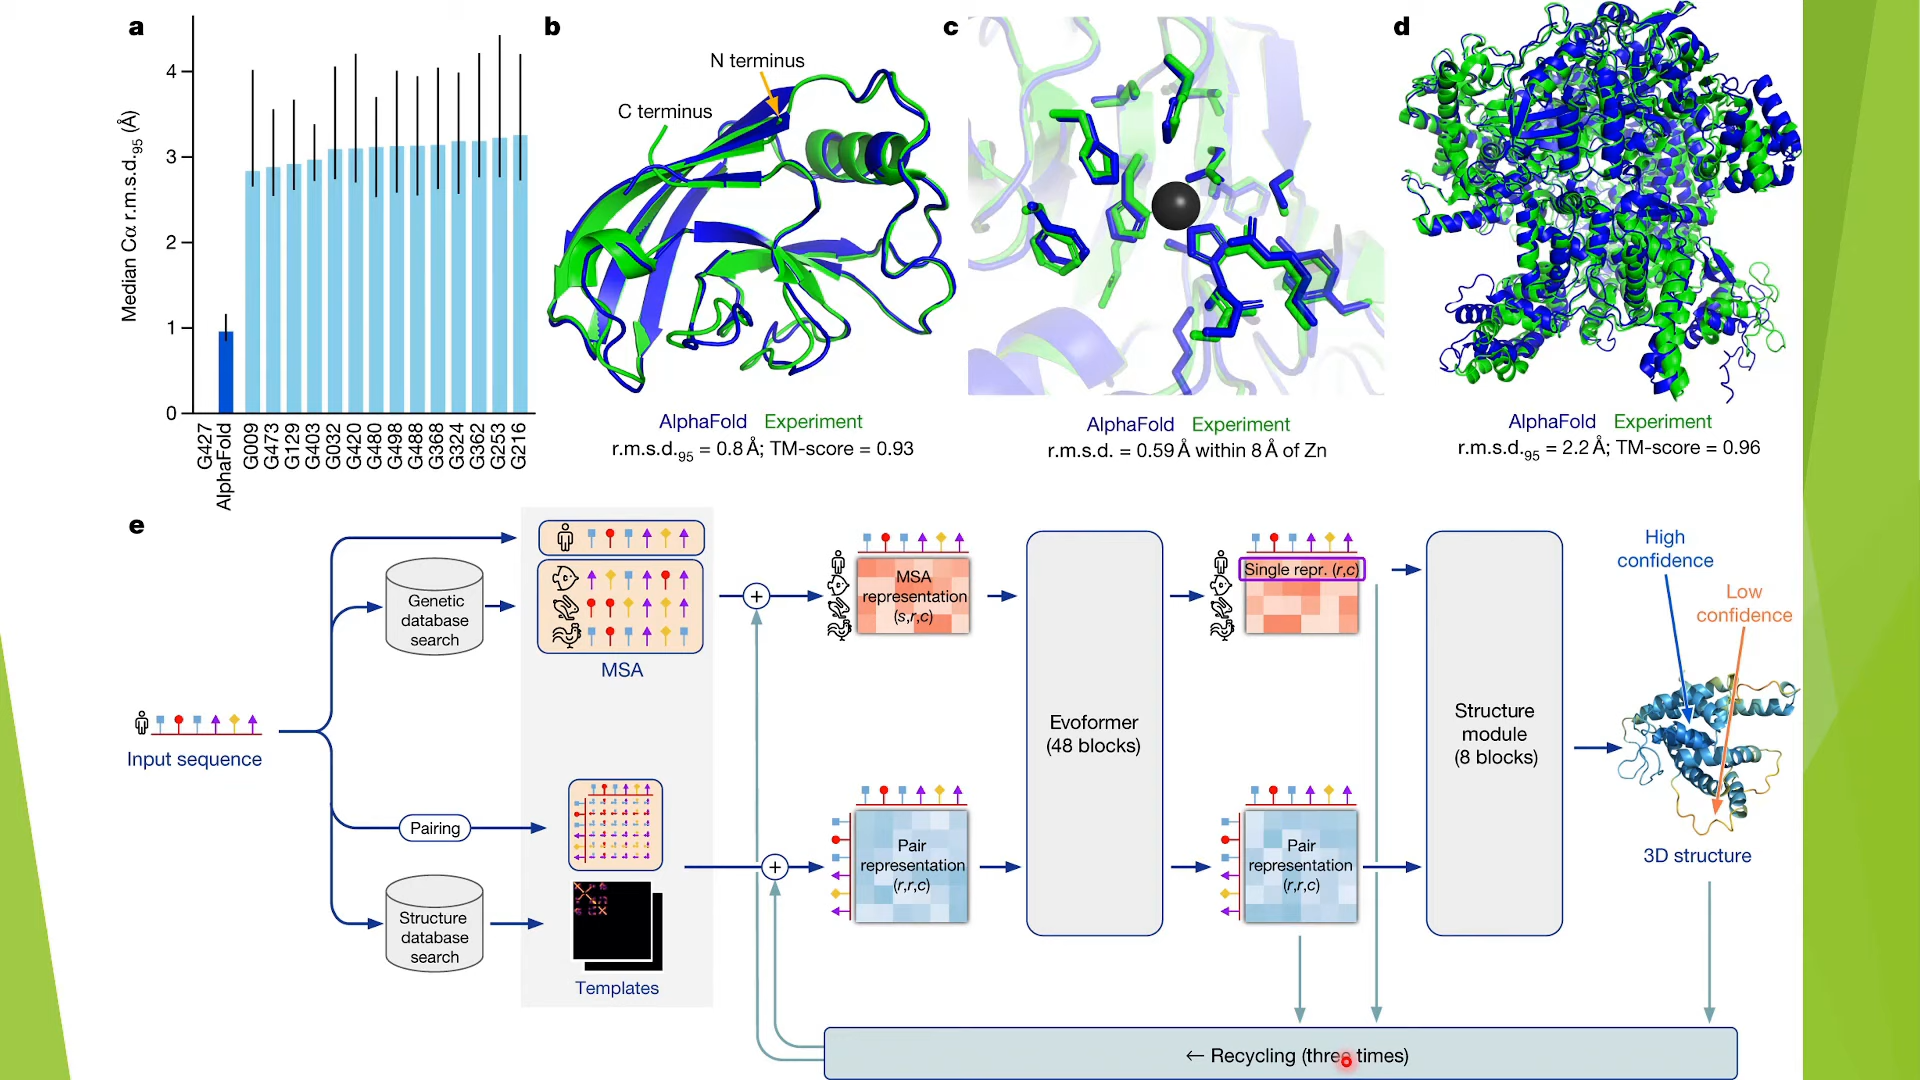 a
Median Cα r.m.s.d.95 (Å)
4
3
2
1
0
G427
AlphaFold
G009
G473
G129
G403
G032
G420
G480
G498
G488
G368
G324
G362
G253
G216
b
N terminus
C terminus
AlphaFold Experiment
r.m.s.d.95 = 0.8 Å; TM-score = 0.93
c
AlphaFold Experiment
r.m.s.d. = 0.59 Å within 8 Å of Zn
d
AlphaFold Experiment
r.m.s.d.95 = 2.2 Å; TM-score = 0.96
e
Input sequence
Genetic
database
search
MSA
Pairing
Structure
database
search
Templates
+
+
MSA
representation
(s,r,c)
Pair
representation
(r,r,c)
Evoformer
(48 blocks)
Single repr. (r,c)
Pair
representation
(r,r,c)
Structure
module
(8 blocks)
High
confidence
Low
confidence
3D structure
← Recycling (three times)